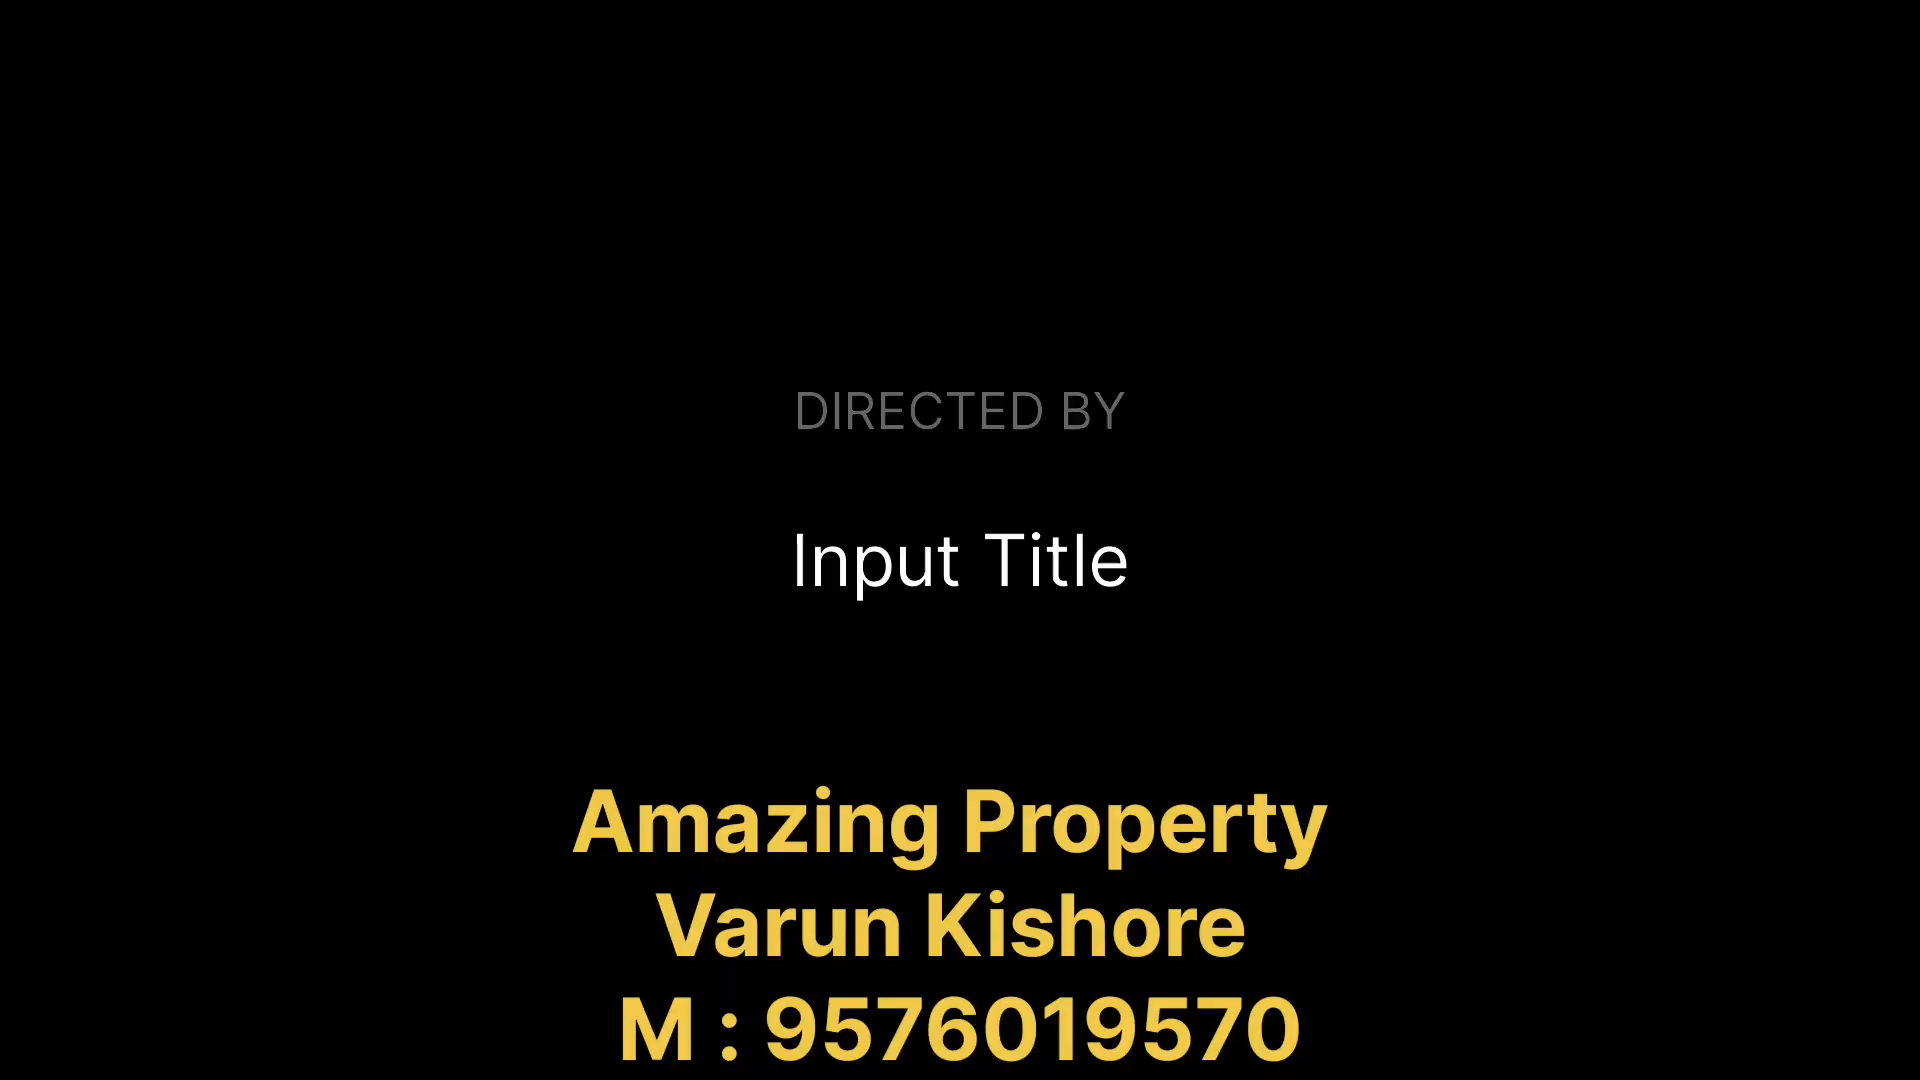 DIRECTED BY
Input Title
Amazing Property
Varun Kishore
M : 9576019570